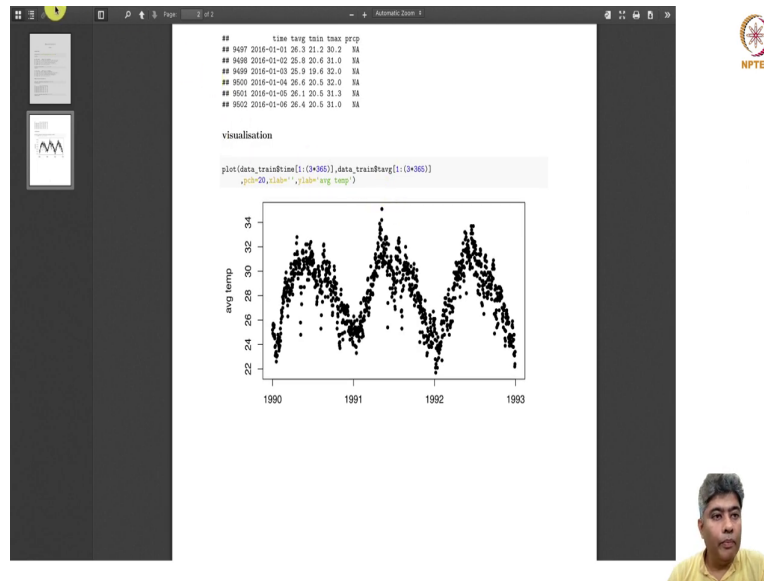 Page: 2 of 2
Automatic Zoom
NPTE
## time tavg tmin tmax prcp
## 9497 2016-01-01 26.3 21.2 30.2 NA
## 9498 2016-01-02 25.8 20.6 31.0 NA
## 9499 2016-01-03 25.9 19.6 32.0 NA
## 9500 2016-01-04 26.6 20.5 32.0 NA
## 9501 2016-01-05 26.1 20.5 31.3 NA
## 9502 2016-01-06 26.4 20.5 31.0 NA
visualisation
plot(data_train$time[1:(3*365)],data_train$tavg[1:(3*365)]
,pch=20,xlab='',ylab='avg temp')
avg temp
34
32
30
28
26
24
22
1990 1991 1992 1993